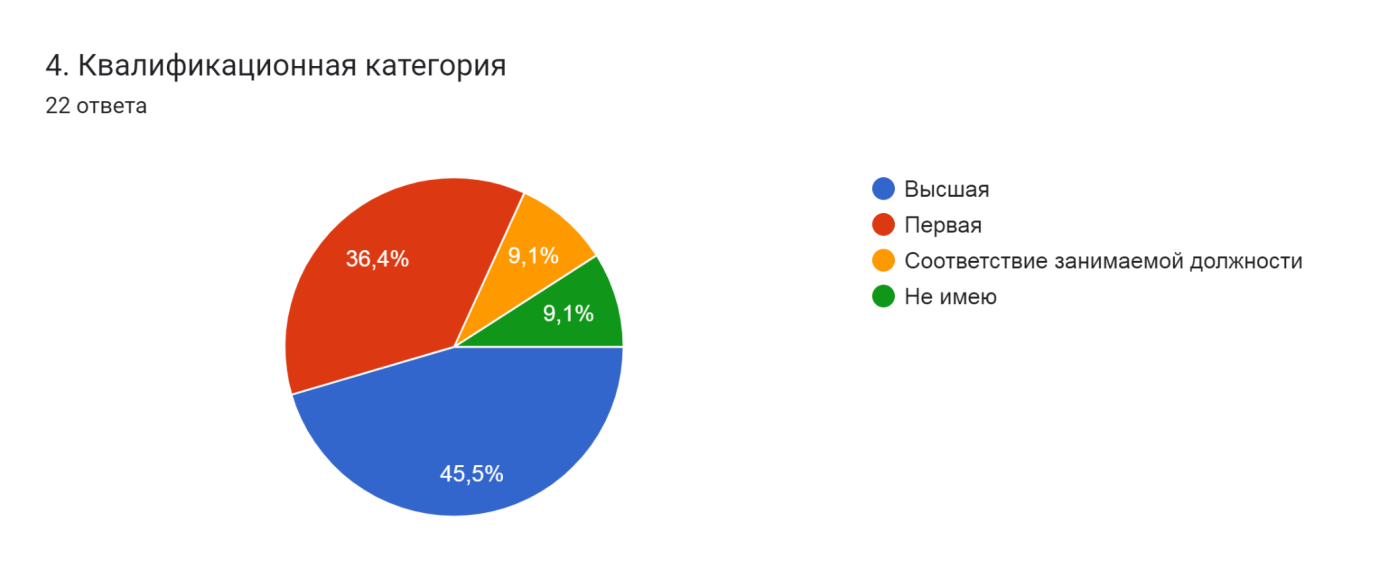 4. Квалификационная категория
22 ответа
36,4%
9,1%
9,1%
45,5%
Высшая
Первая
Соответствие занимаемой должности
Не имею